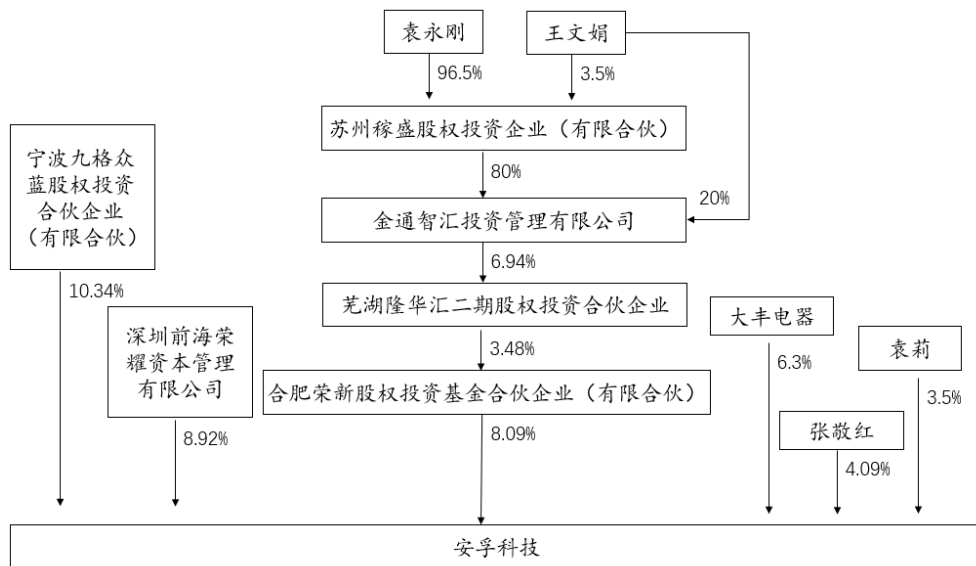 袁永刚
王文娟
96.5%
3.5%
苏州稼盛股权投资企业（有限合伙）
宁波九格众
蓝股权投资
合伙企业
（有限合伙）
80%
20%
金通智汇投资管理有限公司
6.94%
10.34%
芜湖隆华汇二期股权投资合伙企业
大丰电器
深圳前海荣
耀资本管理
有限公司
3.48%
6.3%
袁莉
合肥荣新股权投资基金合伙企业（有限合伙）
3.5%
8.92%
8.09%
张敬红
4.09%
安孚科技